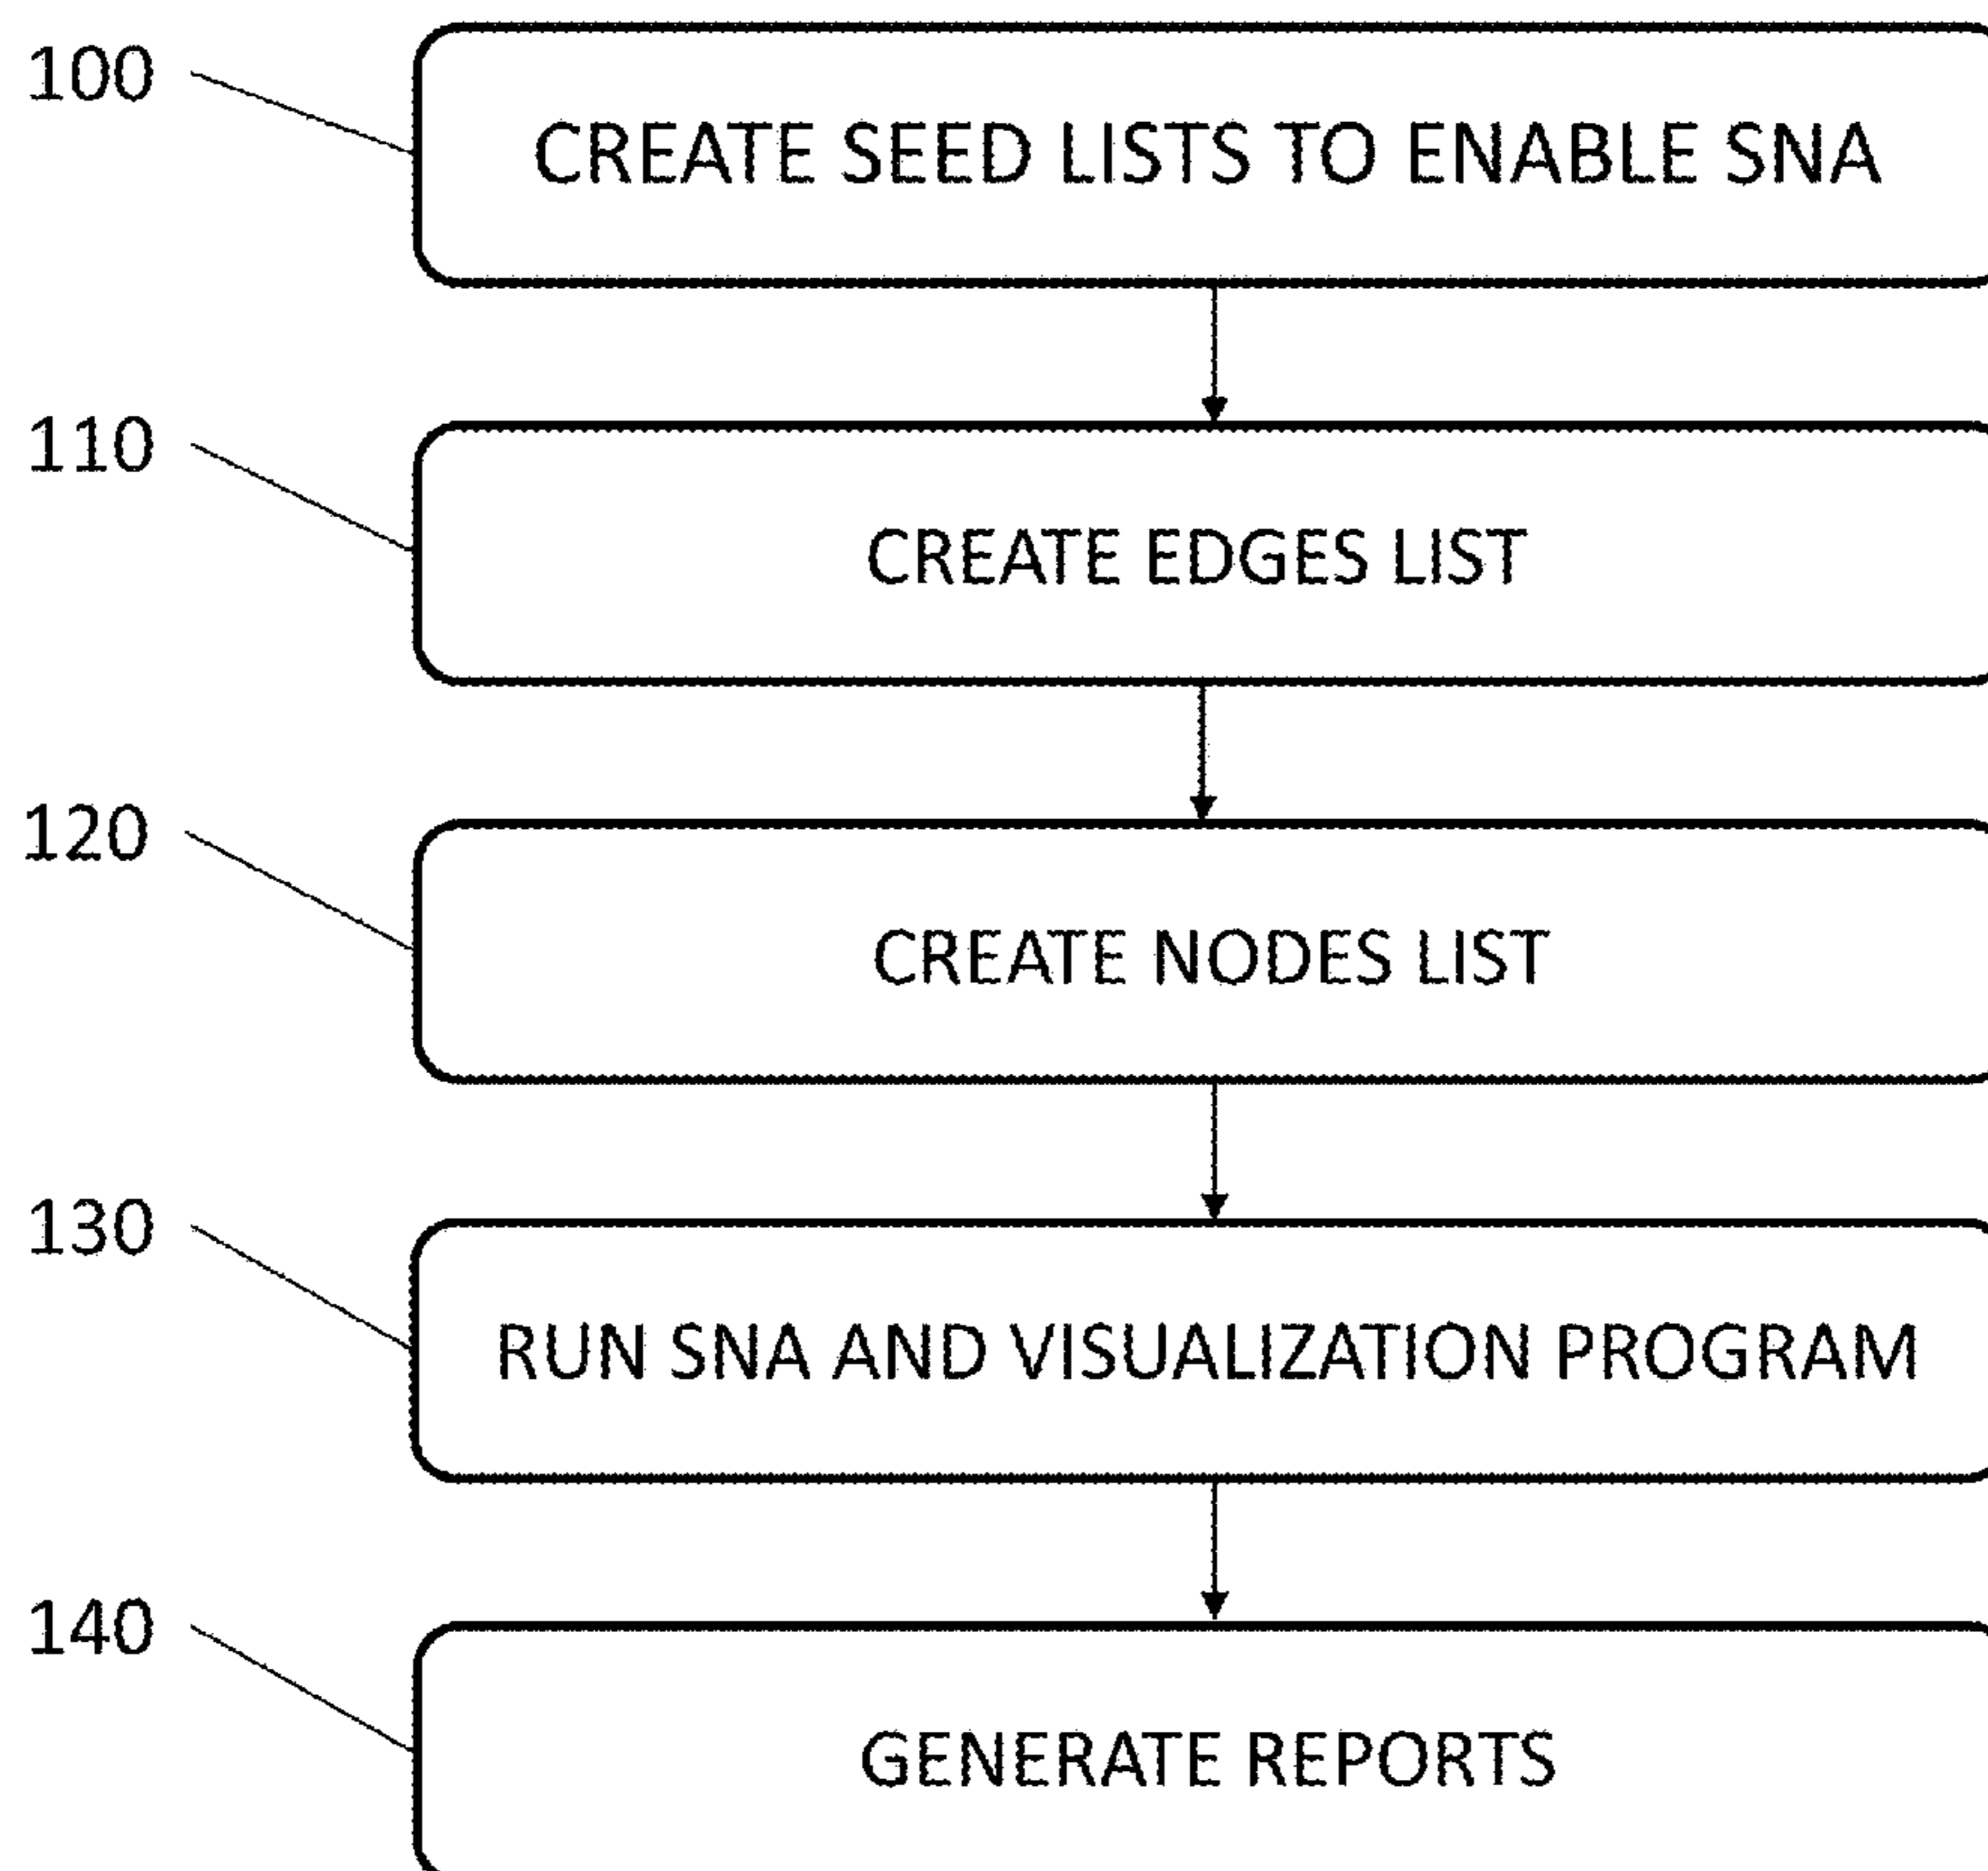 100
CREATE SEED LISTS TO ENABLE SNA
110
CREATE EDGES LIST
120
CREATE NODES LIST
130
RUN SNA AND VISUALIZATION PROGRAM
140
GENERATE REPORTS